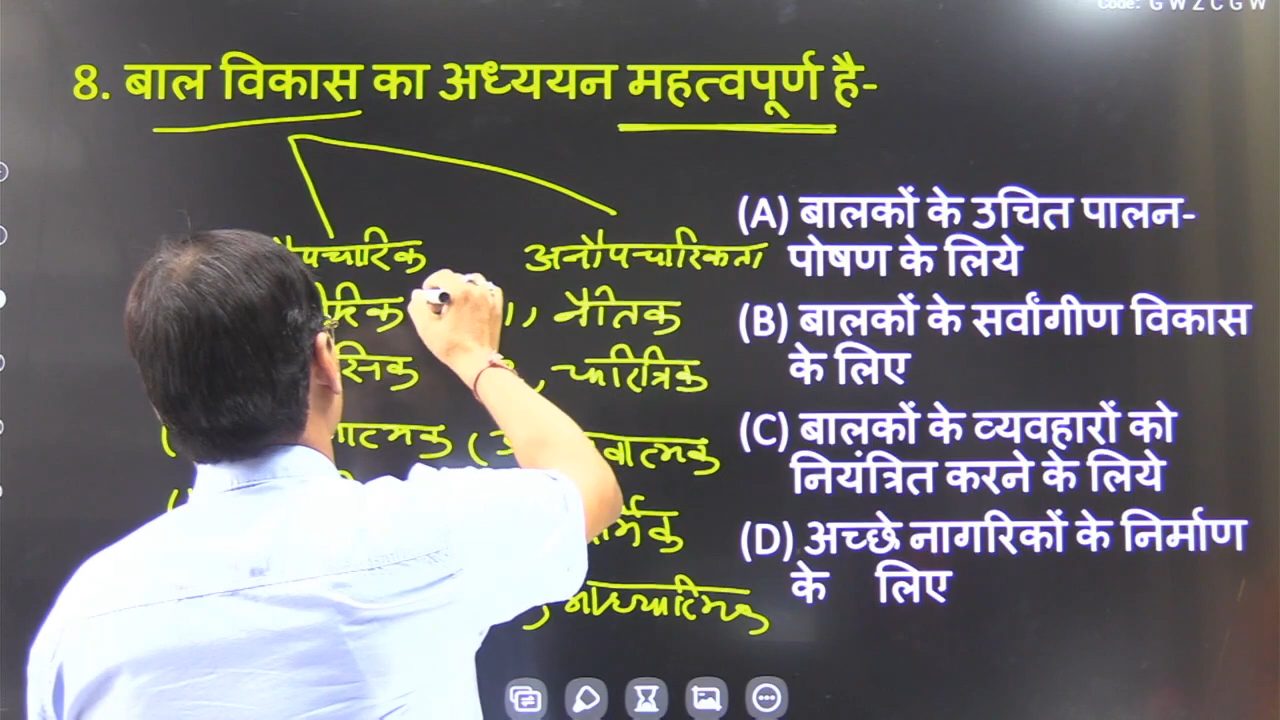 Code: G W Z C G W
8. बाल विकास का अध्ययन महत्वपूर्ण है-
अनौपचारिकता
नैतिक
चारित्रिक
(A) बालकों के उचित पालन-
पोषण के लिये
(B) बालकों के सर्वांगीण विकास
के लिए
(C) बालकों के व्यवहारों को
नियंत्रित करने के लिये
(D) अच्छे नागरिकों के निर्माण
के लिए